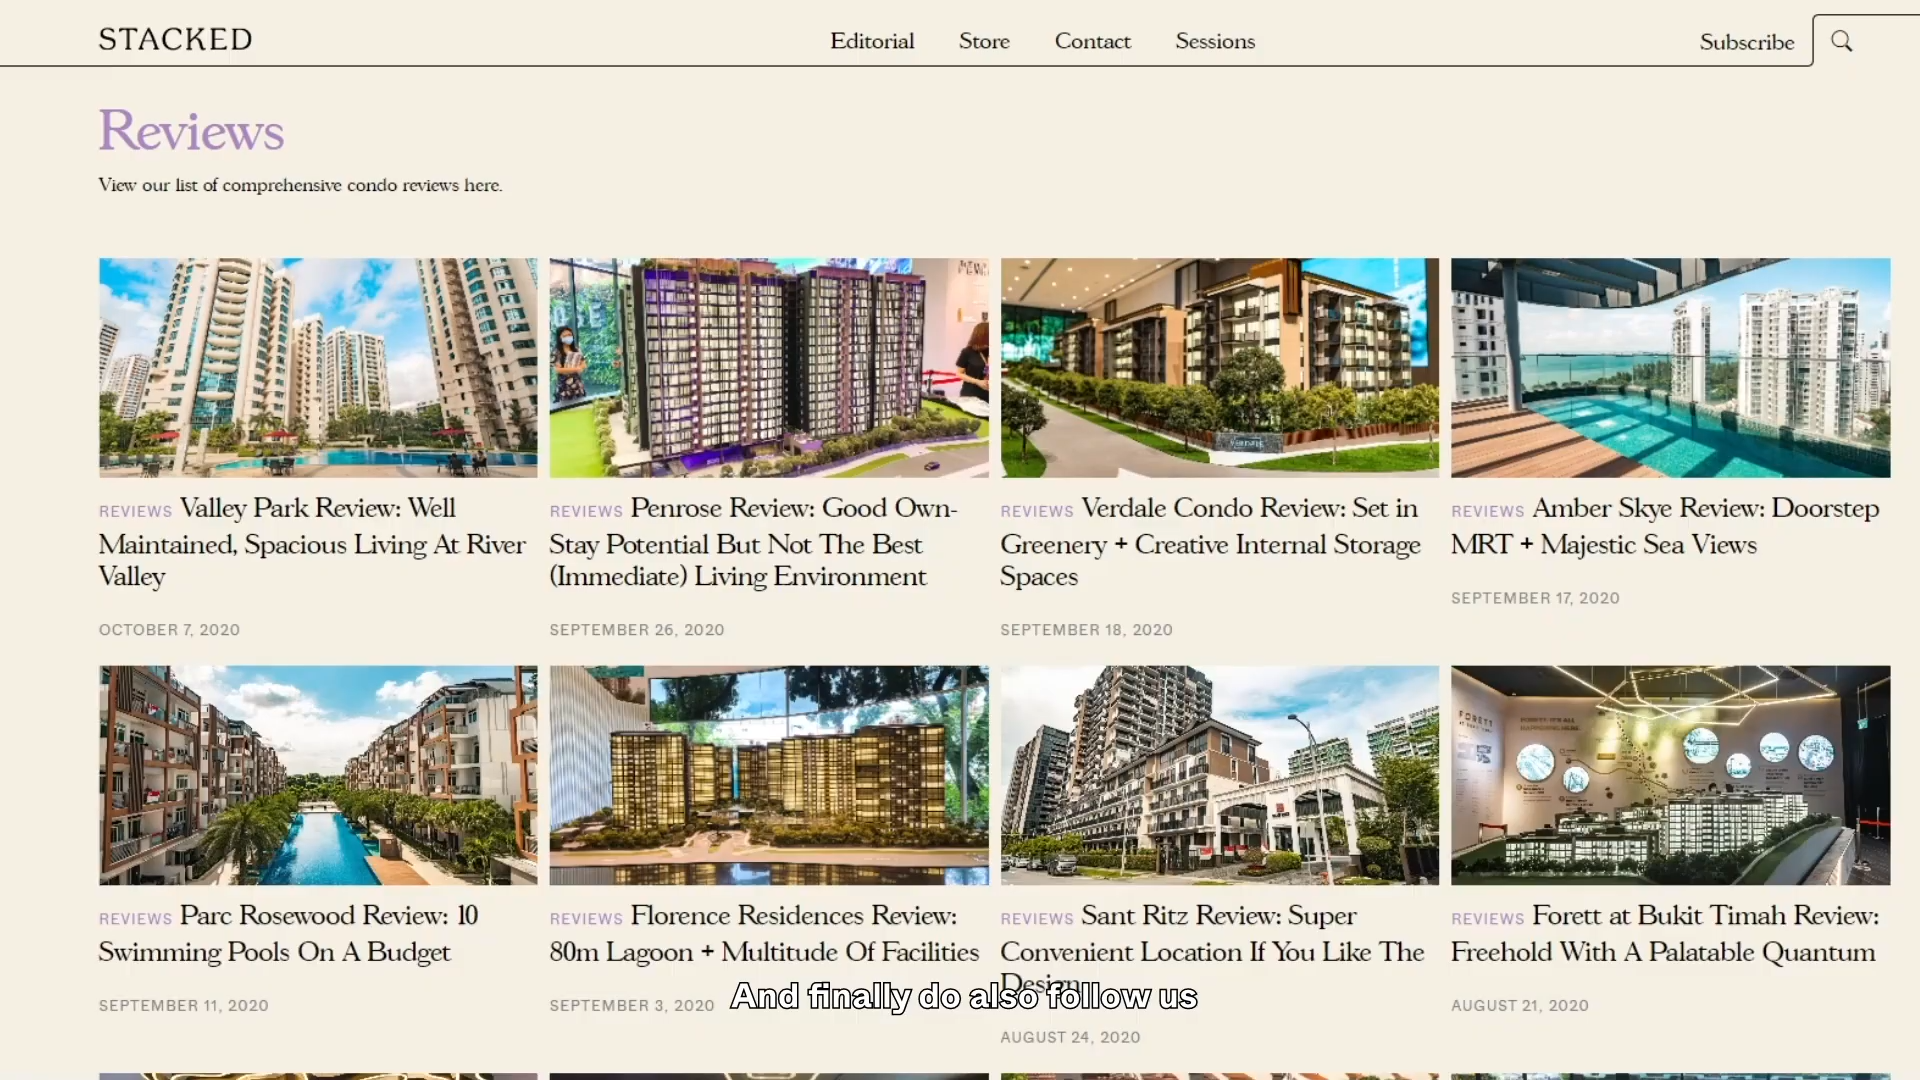 STACKED
Editorial
Store
Contact
Sessions
Subscribe
Reviews
View our list of comprehensive condo reviews here.
REVIEWS Valley Park Review: Well
Maintained, Spacious Living At River
Valley
OCTOBER 7, 2020
REVIEWS Penrose Review: Good Own-
Stay Potential But Not The Best
(Immediate) Living Environment
SEPTEMBER 26, 2020
REVIEWS Verdale Condo Review: Set in
Greenery + Creative Internal Storage
Spaces
SEPTEMBER 18, 2020
REVIEWS Amber Skye Review: Doorstep
MRT + Majestic Sea Views
SEPTEMBER 17, 2020
FORETT
REVIEWS Parc Rosewood Review: 10
Swimming Pools On A Budget
SEPTEMBER 11, 2020
REVIEWS Florence Residences Review:
80m Lagoon + Multitude Of Facilities
SEPTEMBER 3, 2020
REVIEWS Sant Ritz Review: Super
Convenient Location If You Like The
Design
AUGUST 24, 2020
REVIEWS Forett at Bukit Timah Review:
Freehold With A Palatable Quantum
AUGUST 21, 2020
And finally do also follow us